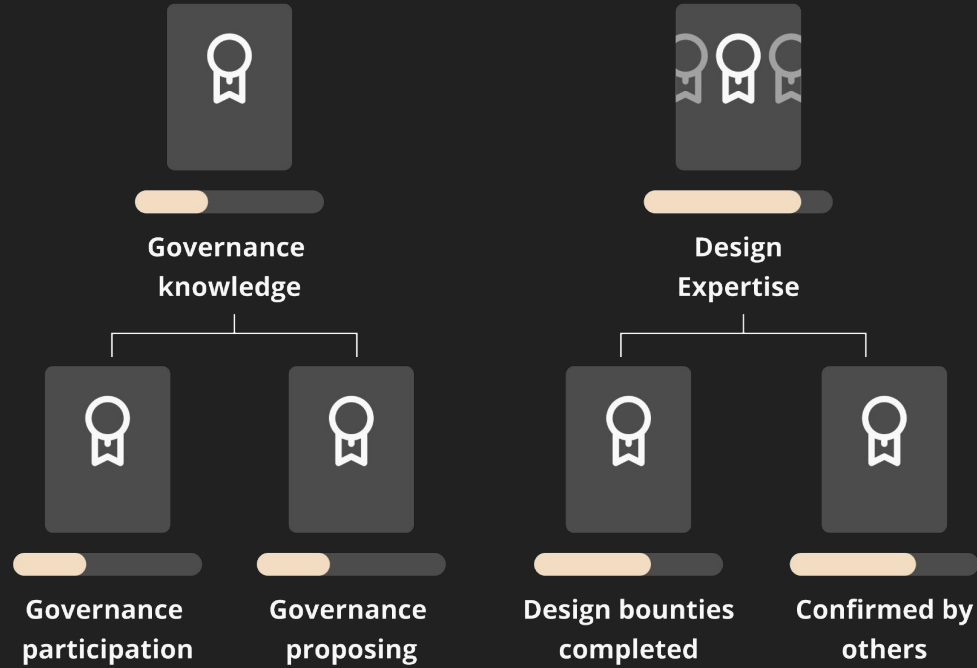 Governance
knowledge
Design
Expertise
Governance
participation
Governance
proposing
Design bounties
completed
Confirmed by
others